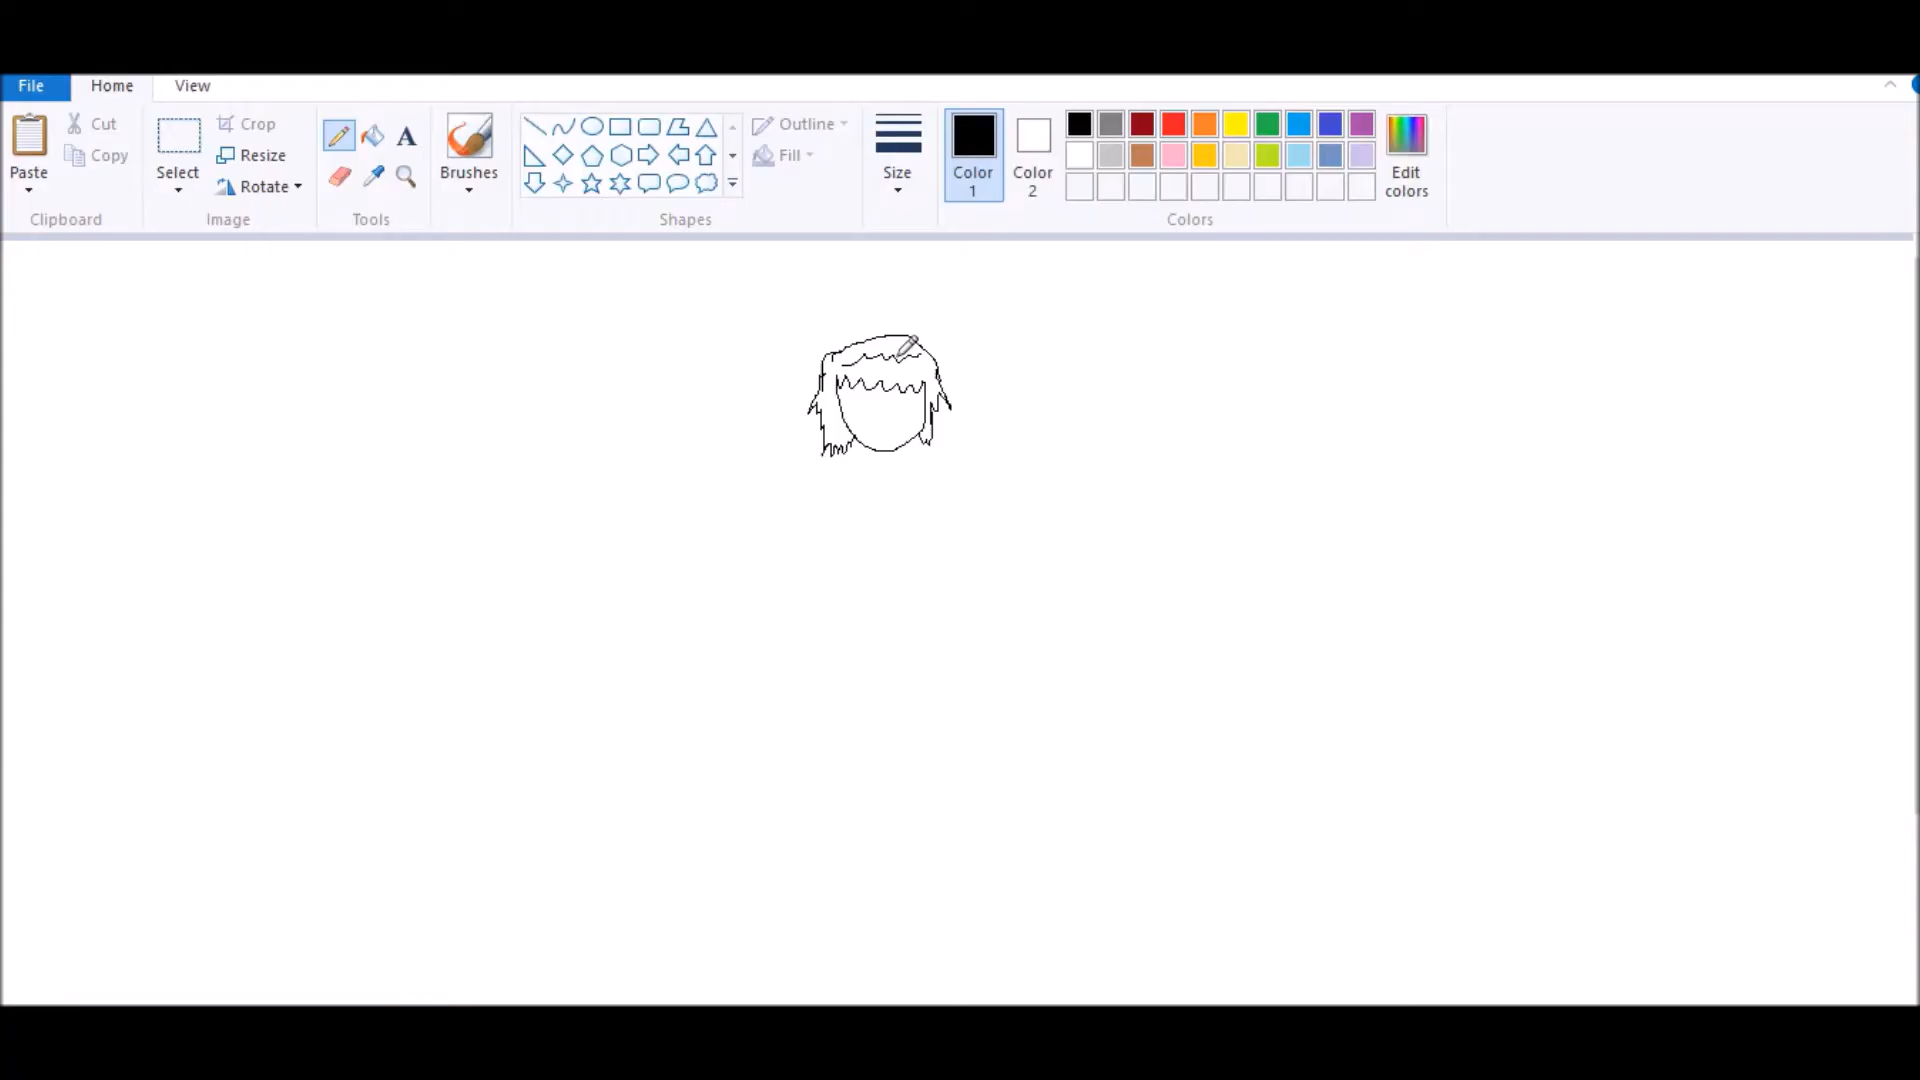 File Home View
Cut
Copy
Paste
Crop
Resize
Rotate
Select
A
Brushes
Outline
Fill
Size
Color 1
Color 2
Edit colors
Clipboard Image Tools Shapes Colors